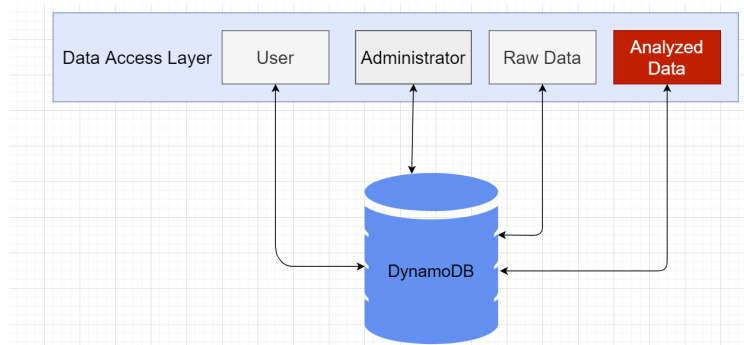 Data Access Layer
User
Administrator
Raw Data
Analyzed
Data
DynamoDB